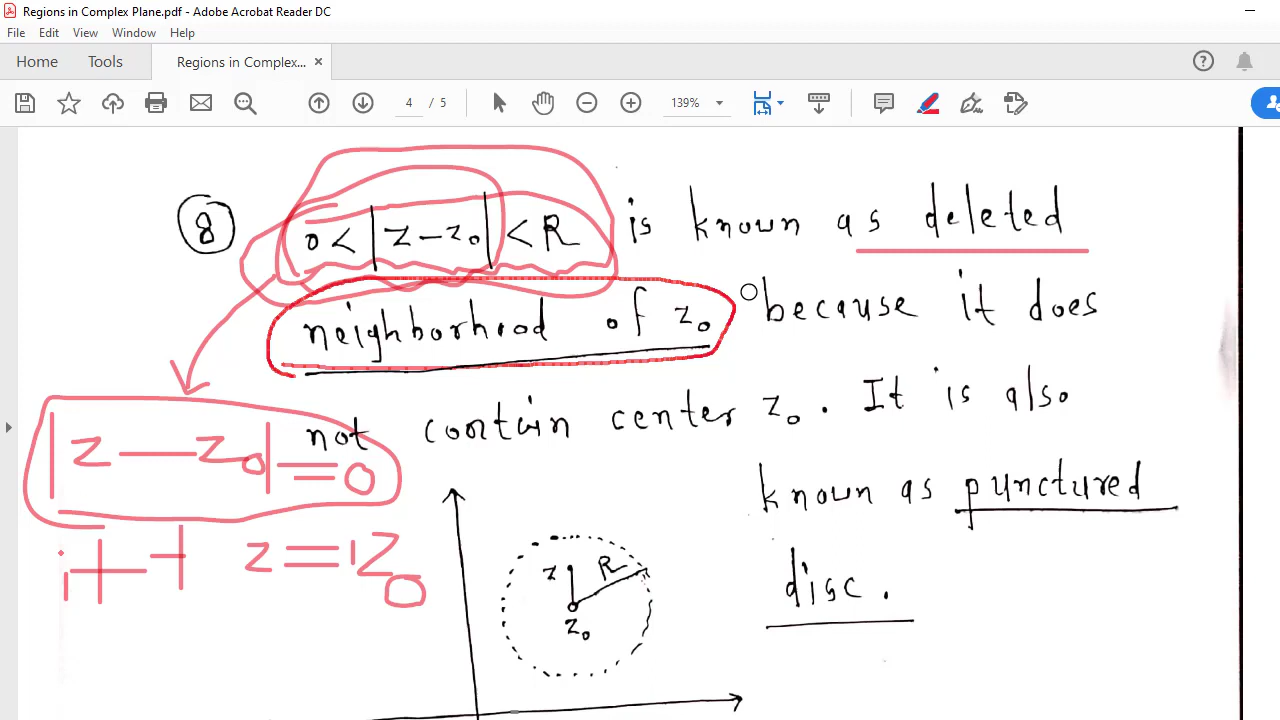 Regions in Complex Plane.pdf - Adobe Acrobat Reader DC
File Edit View Window Help
Home Tools Regions in Complex... ×
4 / 5 139%
8 0 < |z - z₀| < R is known as deleted
neighborhood of z₀ because it does
not contain center z₀. It is also
|z - z₀| = 0
known as punctured
iff z = z₀
z R
z₀
disc.